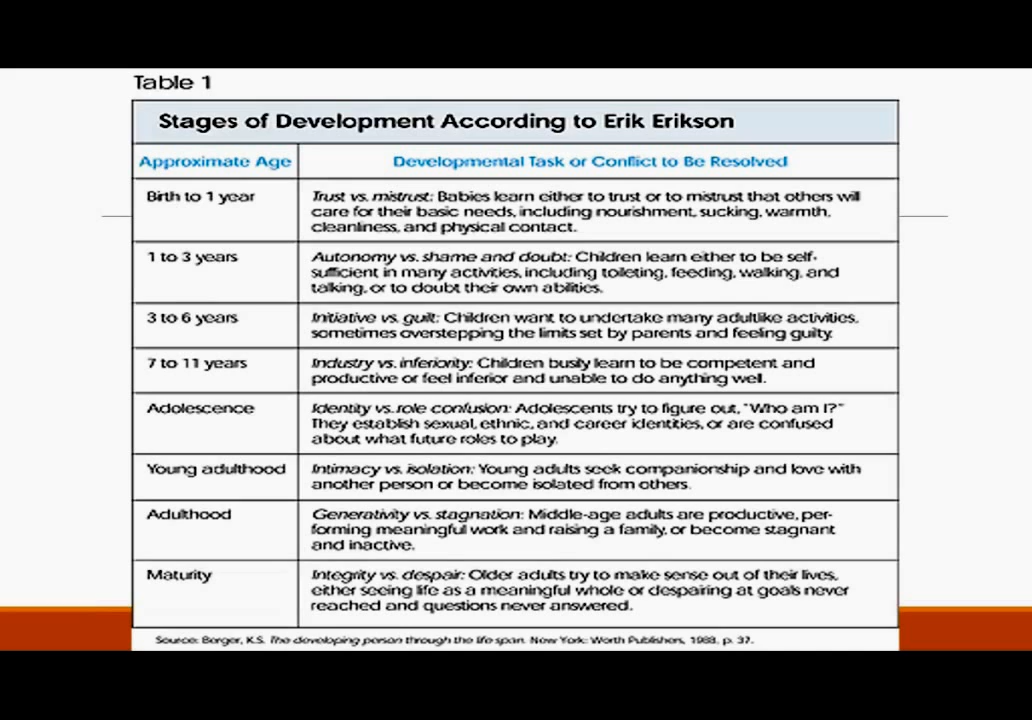 Table 1
Stages of Development According to Erik Erikson
Approximate Age
Developmental Task or Conflict to Be Resolved
Birth to 1 year
Trust vs. mistrust: Babies learn either to trust or to mistrust that others will
care for their basic needs, including nourishment, sucking, warmth,
cleanliness, and physical contact.
1 to 3 years
Autonomy vs. shame and doubt: Children learn either to be self-
sufficient in many activities, including toileting, feeding, walking, and
talking, or to doubt their own abilities.
3 to 6 years
Initiative vs. guilt: Children want to undertake many adultlike activities,
sometimes overstepping the limits set by parents and feeling guilty.
7 to 11 years
Industry vs. inferiority: Children busily learn to be competent and
productive or feel inferior and unable to do anything well.
Adolescence
Identity vs. role confusion: Adolescents try to figure out, "Who am I?"
They establish sexual, ethnic, and career identities, or are confused
about what future roles to play.
Young adulthood
Intimacy vs. isolation: Young adults seek companionship and love with
another person or become isolated from others.
Adulthood
Generativity vs. stagnation: Middle-age adults are productive, per-
forming meaningful work and raising a family, or become stagnant
and inactive.
Maturity
Integrity vs. despair: Older adults try to make sense out of their lives,
either seeing life as a meaningful whole or despairing at goals never
reached and questions never answered.
Source: Berger, K.S. The developing person through the life span. New York: Worth Publishers, 1988, p. 37.